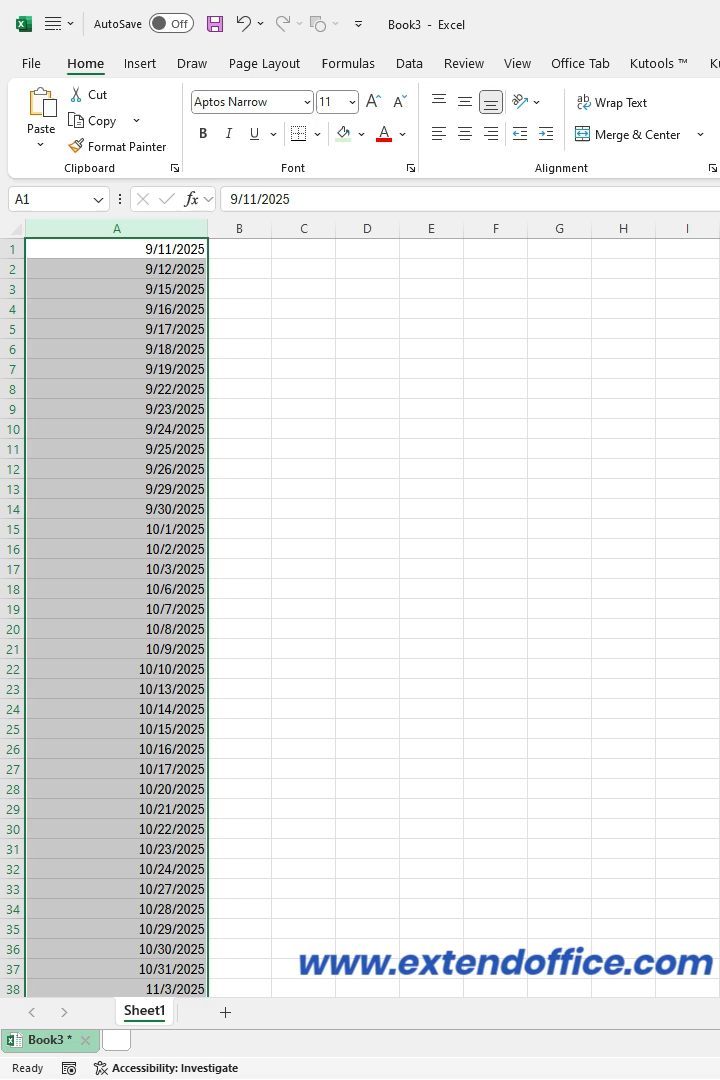 AutoSave Off Book3 - Excel
File Home Insert Draw Page Layout Formulas Data Review View Office Tab Kutools ™ Ku
Paste
Cut
Copy
Format Painter
Clipboard
Aptos Narrow 11 A A
B I U A
Font
ab Wrap Text
Merge & Center
Alignment
A1 fx 9/11/2025
A B C D E F G H I
1 9/11/2025
2 9/12/2025
3 9/15/2025
4 9/16/2025
5 9/17/2025
6 9/18/2025
7 9/19/2025
8 9/22/2025
9 9/23/2025
10 9/24/2025
11 9/25/2025
12 9/26/2025
13 9/29/2025
14 9/30/2025
15 10/1/2025
16 10/2/2025
17 10/3/2025
18 10/6/2025
19 10/7/2025
20 10/8/2025
21 10/9/2025
22 10/10/2025
23 10/13/2025
24 10/14/2025
25 10/15/2025
26 10/16/2025
27 10/17/2025
28 10/20/2025
29 10/21/2025
30 10/22/2025
31 10/23/2025
32 10/24/2025
33 10/27/2025
34 10/28/2025
35 10/29/2025
36 10/30/2025
37 10/31/2025
38 11/3/2025
www.extendoffice.com
Sheet1
Book3 *
Ready Accessibility: Investigate